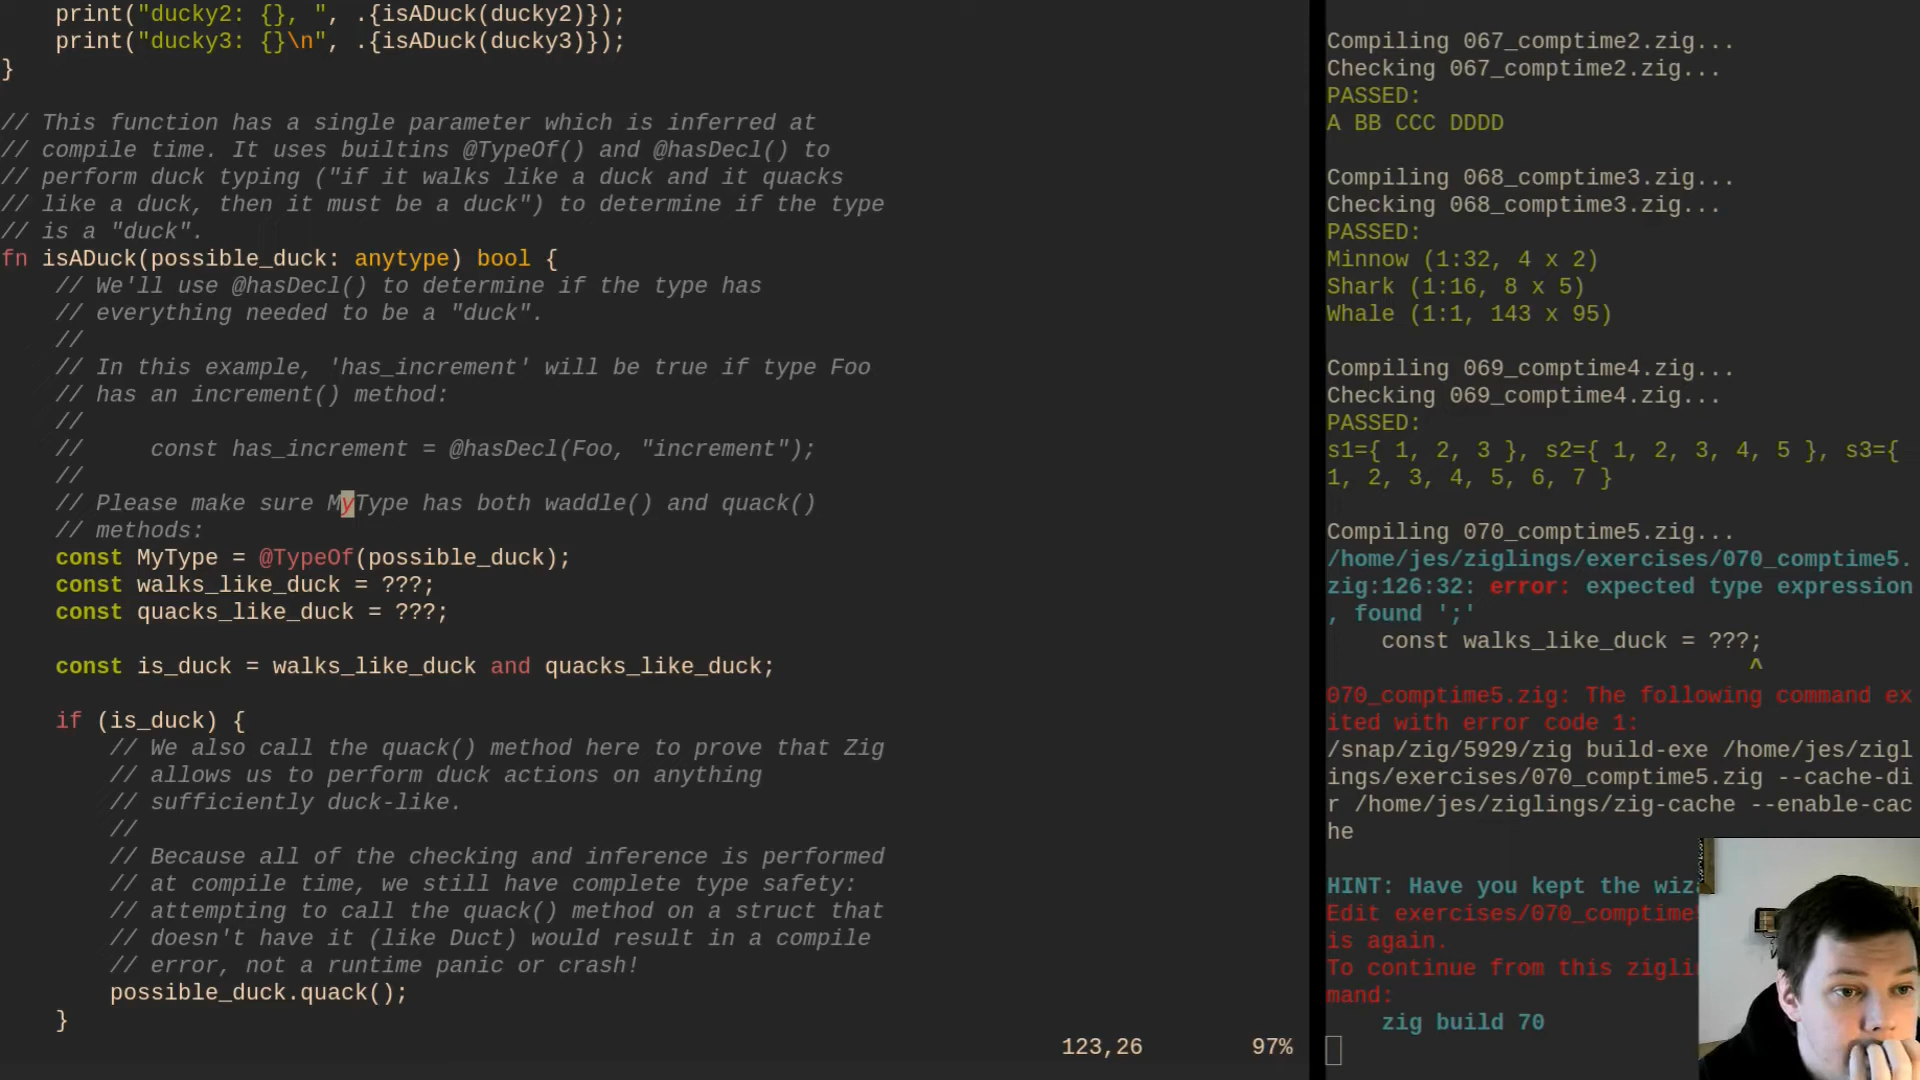 print("ducky2: {}, ", .{isADuck(ducky2)});
    print("ducky3: {}\n", .{isADuck(ducky3)});
}
// This function has a single parameter which is inferred at
// compile time. It uses builtins @TypeOf() and @hasDecl() to
// perform duck typing ("if it walks like a duck and it quacks
// like a duck, then it must be a duck") to determine if the type
// is a "duck".
fn isADuck(possible_duck: anytype) bool {
    // We'll use @hasDecl() to determine if the type has
    // everything needed to be a "duck".
    //
    // In this example, 'has_increment' will be true if type Foo
    // has an increment() method:
    //
    //     const has_increment = @hasDecl(Foo, "increment");
    //
    // Please make sure MyType has both waddle() and quack()
    // methods:
    const MyType = @TypeOf(possible_duck);
    const walks_like_duck = ???;
    const quacks_like_duck = ???;
    const is_duck = walks_like_duck and quacks_like_duck;
    if (is_duck) {
        // We also call the quack() method here to prove that Zig
        // allows us to perform duck actions on anything
        // sufficiently duck-like.
        //
        // Because all of the checking and inference is performed
        // at compile time, we still have complete type safety:
        // attempting to call the quack() method on a struct that
        // doesn't have it (like Duct) would result in a compile
        // error, not a runtime panic or crash!
        possible_duck.quack();
    }
123,26 97%
Compiling 067_comptime2.zig...
Checking 067_comptime2.zig...
PASSED:
A BB CCC DDDD
Compiling 068_comptime3.zig...
Checking 068_comptime3.zig...
PASSED:
Minnow (1:32, 4 x 2)
Shark (1:16, 8 x 5)
Whale (1:1, 143 x 95)
Compiling 069_comptime4.zig...
Checking 069_comptime4.zig...
PASSED:
s1={ 1, 2, 3 }, s2={ 1, 2, 3, 4, 5 }, s3={
1, 2, 3, 4, 5, 6, 7 }
Compiling 070_comptime5.zig...
/home/jes/ziglings/exercises/070_comptime5.
zig:126:32: error: expected type expression
, found ';'
    const walks_like_duck = ???;
                               ^
070_comptime5.zig: The following command ex
ited with error code 1:
/snap/zig/5929/zig build-exe /home/jes/zigl
ings/exercises/070_comptime5.zig --cache-di
r /home/jes/ziglings/zig-cache --enable-cac
he
HINT: Have you kept the wiz
Edit exercises/070_comptime
is again.
To continue from this zigli
mand:
    zig build 70